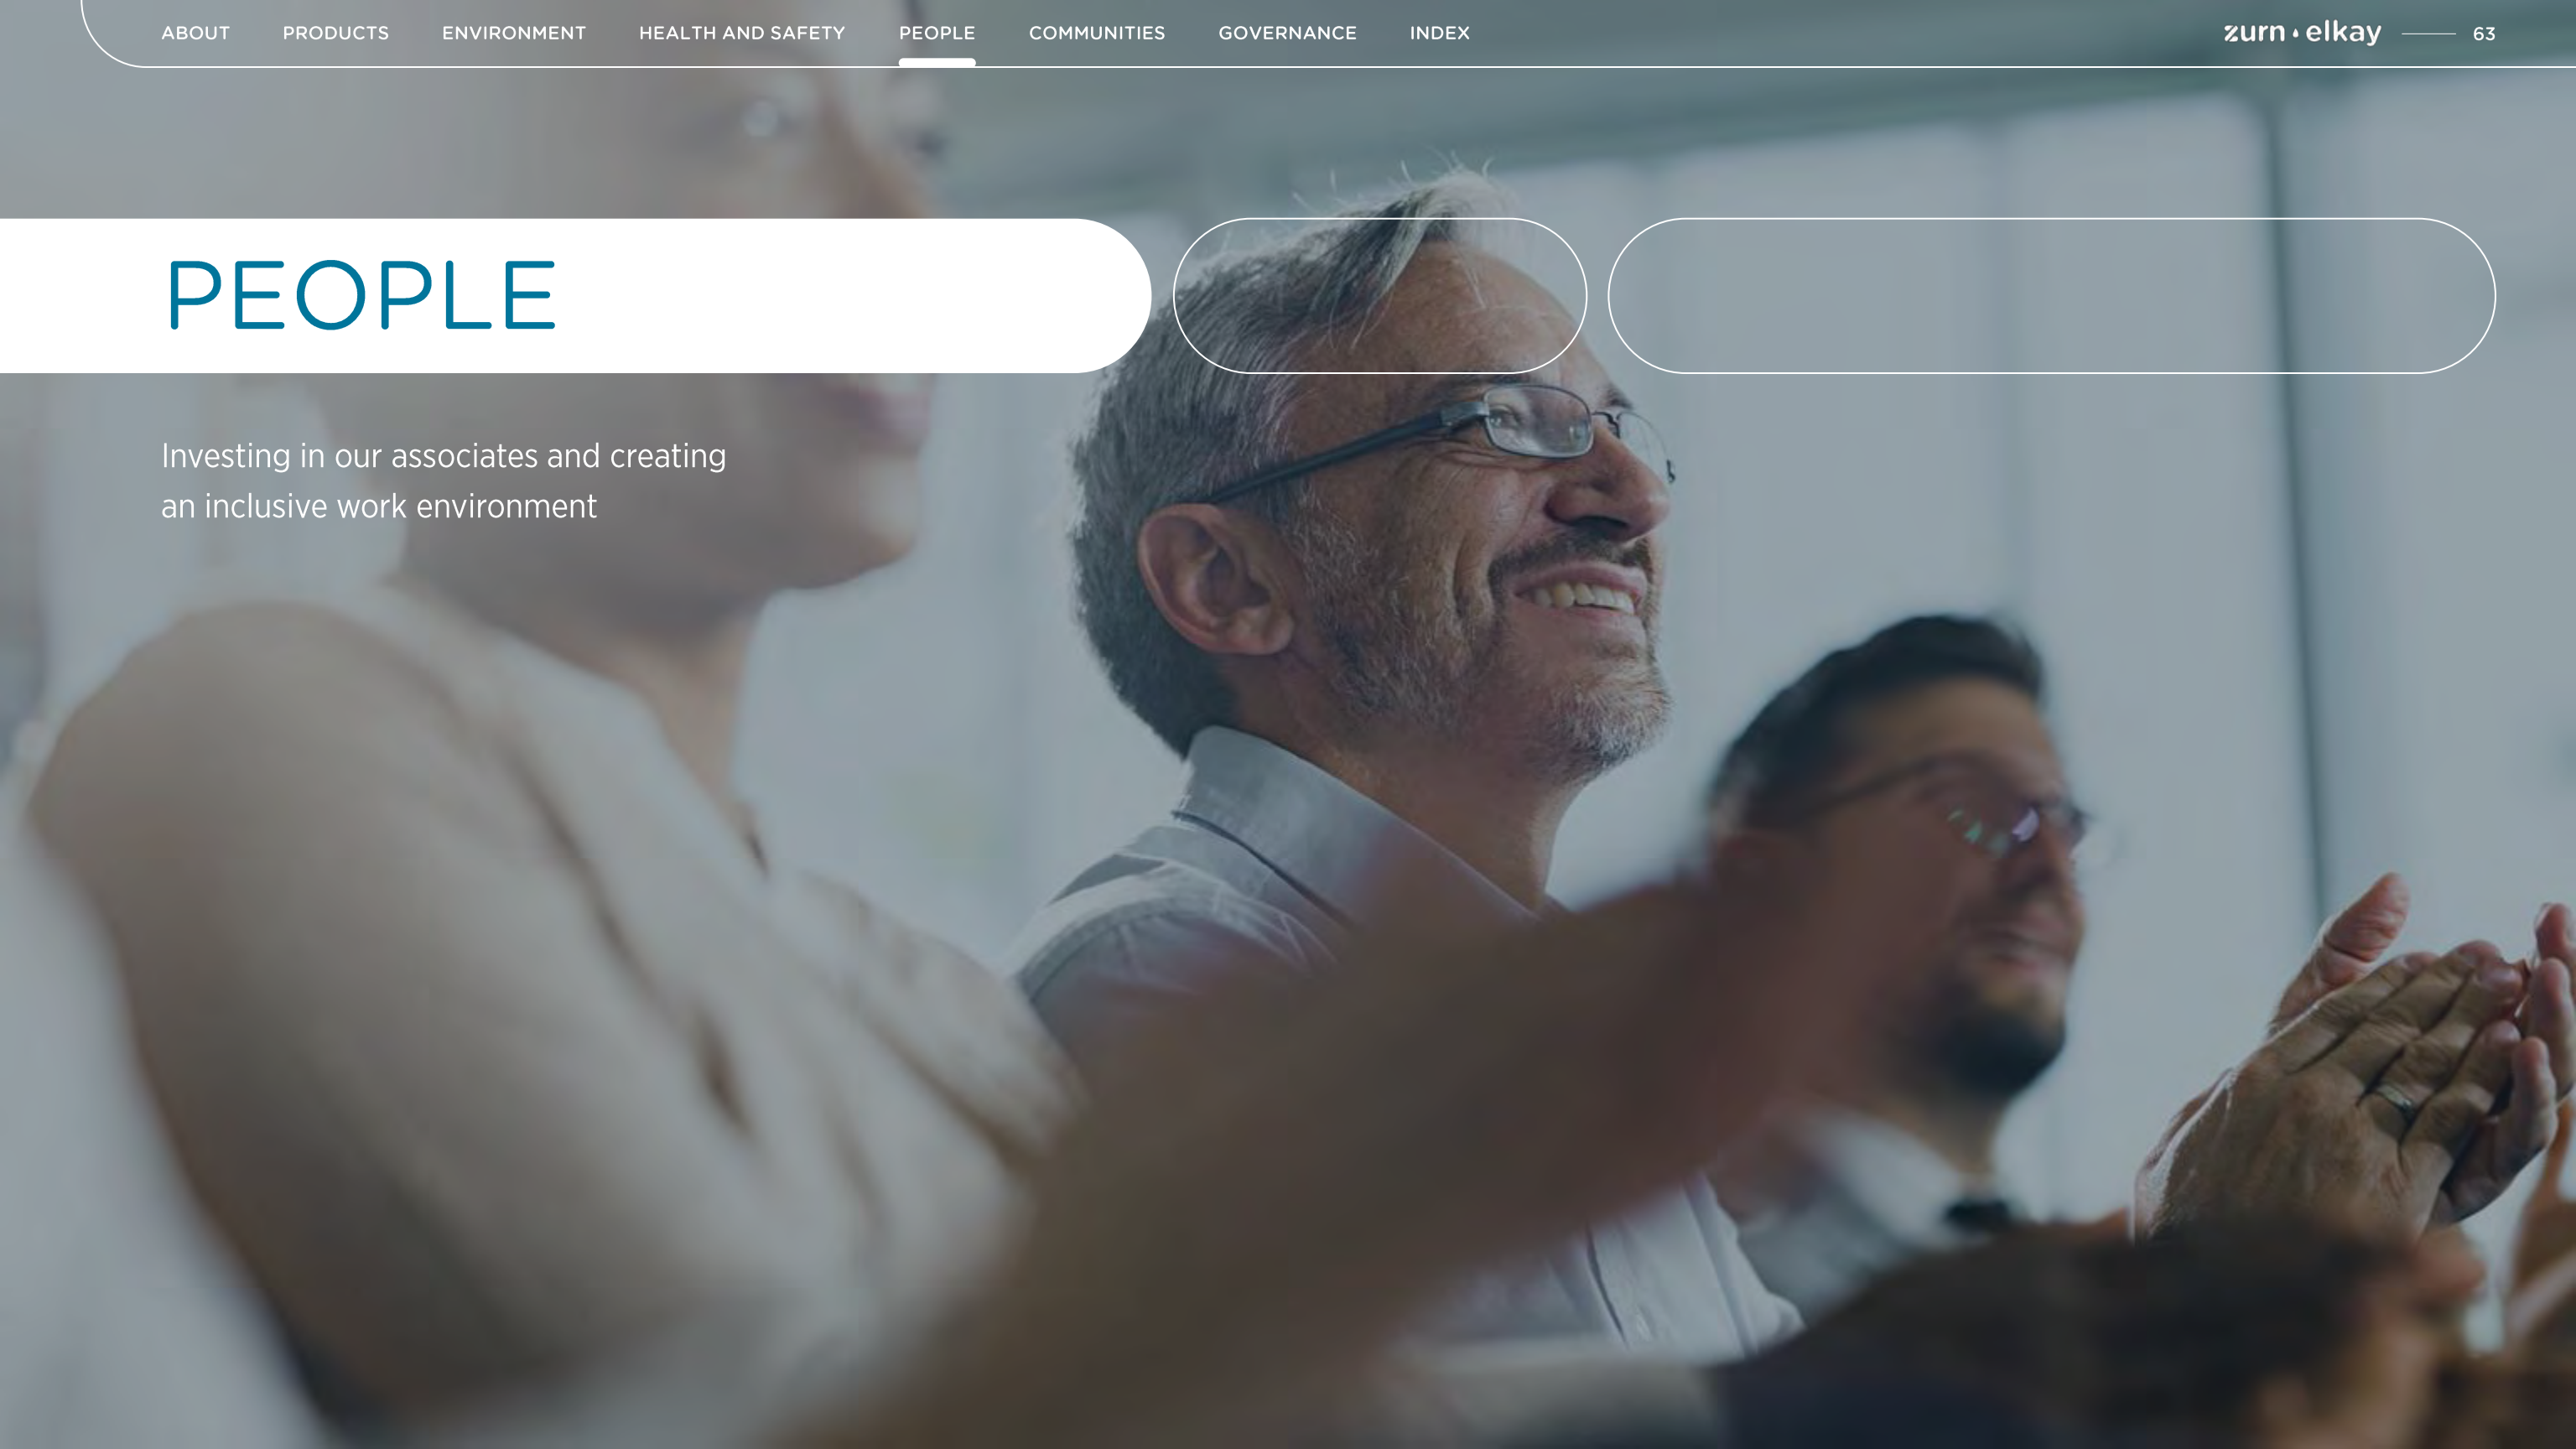 ABOUT PRODUCTS ENVIRONMENT HEALTH AND SAFETY PEOPLE COMMUNITIES GOVERNANCE INDEX zurn elkay 63
PEOPLE
Investing in our associates and creating
an inclusive work environment